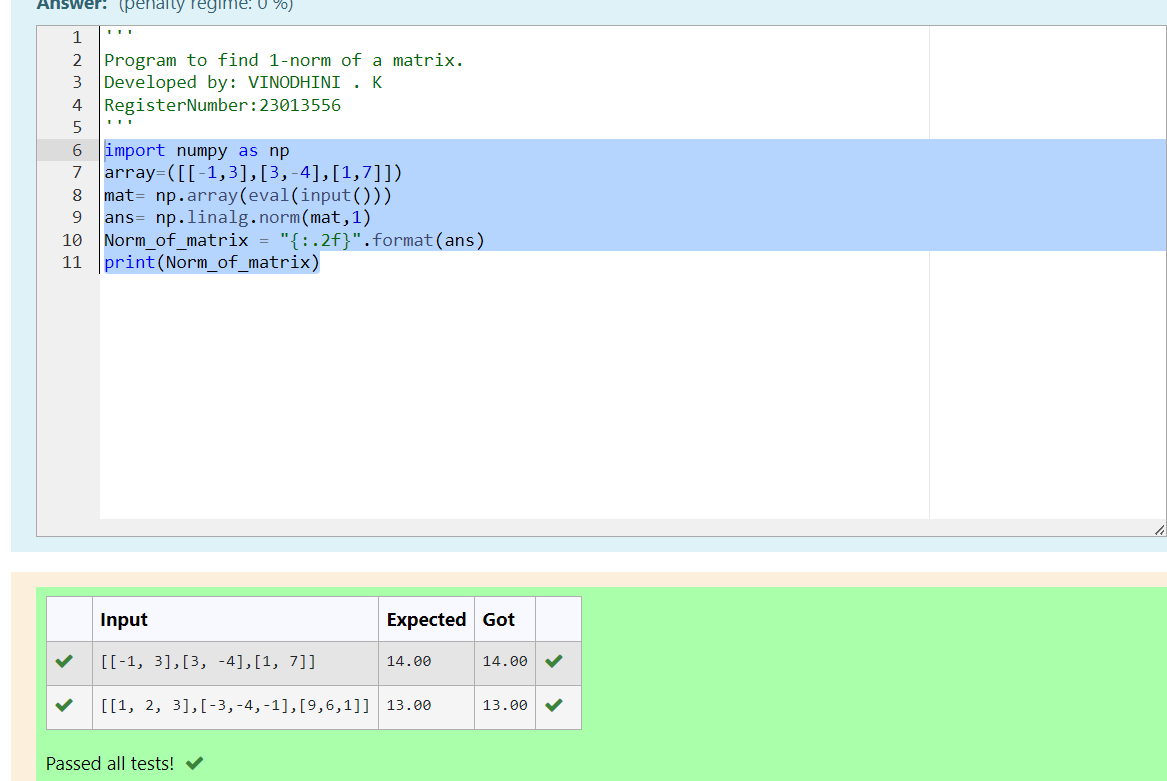 Answer: (penalty regime: 0 %)
1 '''
2 Program to find 1-norm of a matrix.
3 Developed by: VINODHINI . K
4 RegisterNumber:23013556
5 '''
6 import numpy as np
7 array=([[-1,3],[3,-4],[1,7]])
8 mat= np.array(eval(input()))
9 ans= np.linalg.norm(mat,1)
10 Norm_of_matrix = "{:.2f}".format(ans)
11 print(Norm_of_matrix)
Input Expected Got
[[-1, 3],[3, -4],[1, 7]] 14.00 14.00
[[1, 2, 3],[-3,-4,-1],[9,6,1]] 13.00 13.00
Passed all tests!